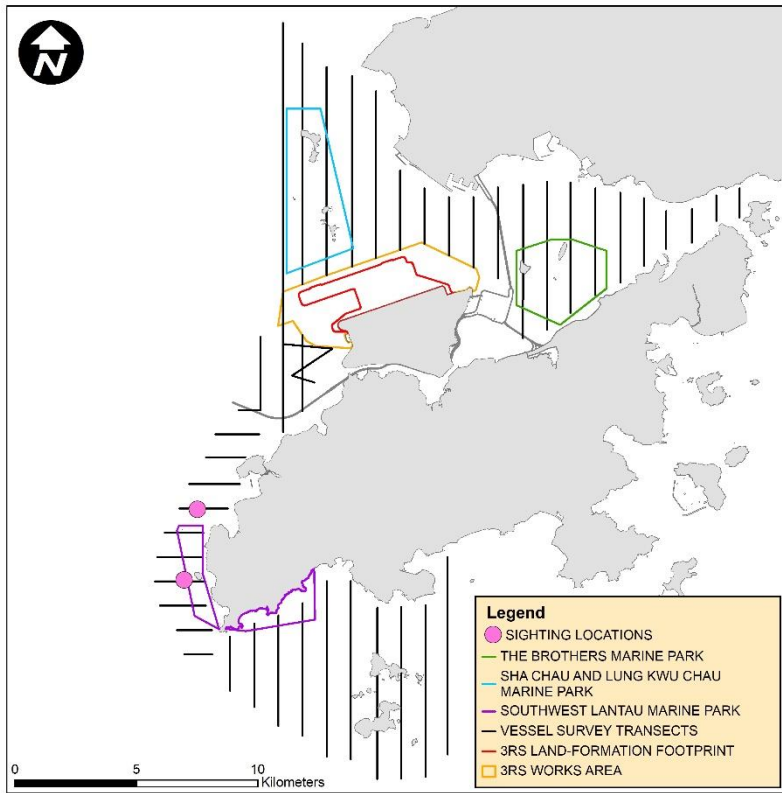 N
Legend
SIGHTING LOCATIONS
THE BROTHERS MARINE PARK
SHA CHAU AND LUNG KWU CHAU
MARINE PARK
SOUTHWEST LANTAU MARINE PARK
VESSEL SURVEY TRANSECTS
3RS LAND-FORMATION FOOTPRINT
3RS WORKS AREA
0 5 10
Kilometers